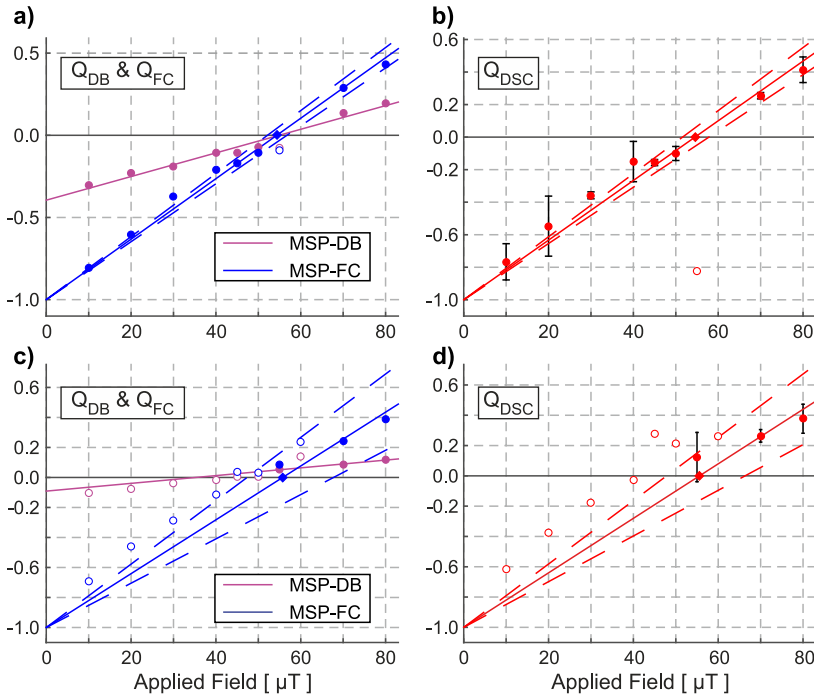 a)
Q_DB & Q_FC
0.5
0.0
-0.5
-1.0
MSP-DB
MSP-FC
0 20 40 60 80
b)
Q_DSC
0.6
0.2
0.0
-0.2
-0.6
-1.0
0 20 40 60 80
c)
Q_DB & Q_FC
0.6
0.2
0.0
-0.2
-0.6
-1.0
MSP-DB
MSP-FC
0 20 40 60 80
Applied Field [ µT ]
d)
Q_DSC
0.6
0.2
0.0
-0.2
-0.6
-1.0
0 20 40 60 80
Applied Field [ µT ]